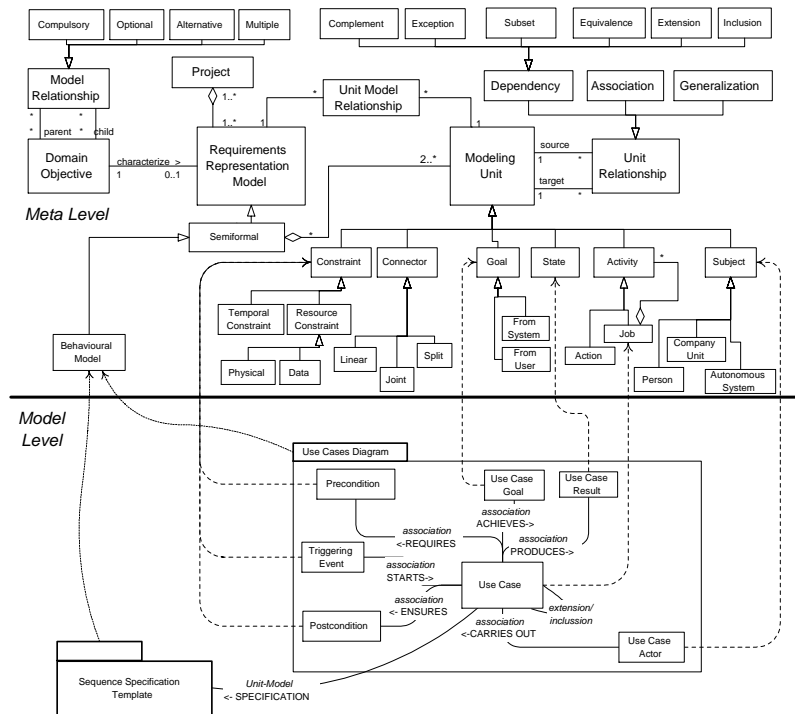 Compulsory Optional Alternative Multiple
Complement Exception Subset Equivalence Extension Inclusion
Model
Relationship
Project
Unit Model
Relationship
Dependency Association Generalization
* * 1..* * *
* parent * child 1..* 1 1
Domain
Objective
characterize >
1 0..1
Requirements
Representation
Model
2..*
Modeling
Unit
source
1 *
target
1 *
Unit
Relationship
Meta Level
Semiformal *
Constraint Connector Goal State Activity * Subject
Temporal
Constraint
Resource
Constraint
From
System
Job
Company
Unit
Behavioural
Model
Physical Data Linear Joint Split
From
User
Action Person
Autonomous
System
Model
Level
Use Cases Diagram
Precondition
Use Case
Goal
Use Case
Result
association
ACHIEVES->
association
<-REQUIRES
association
PRODUCES->
Triggering
Event
association
STARTS->
Use Case
association
<- ENSURES
extension/
inclussion
Postcondition
association
<-CARRIES OUT
Use Case
Actor
Sequence Specification
Template
Unit-Model
<- SPECIFICATION